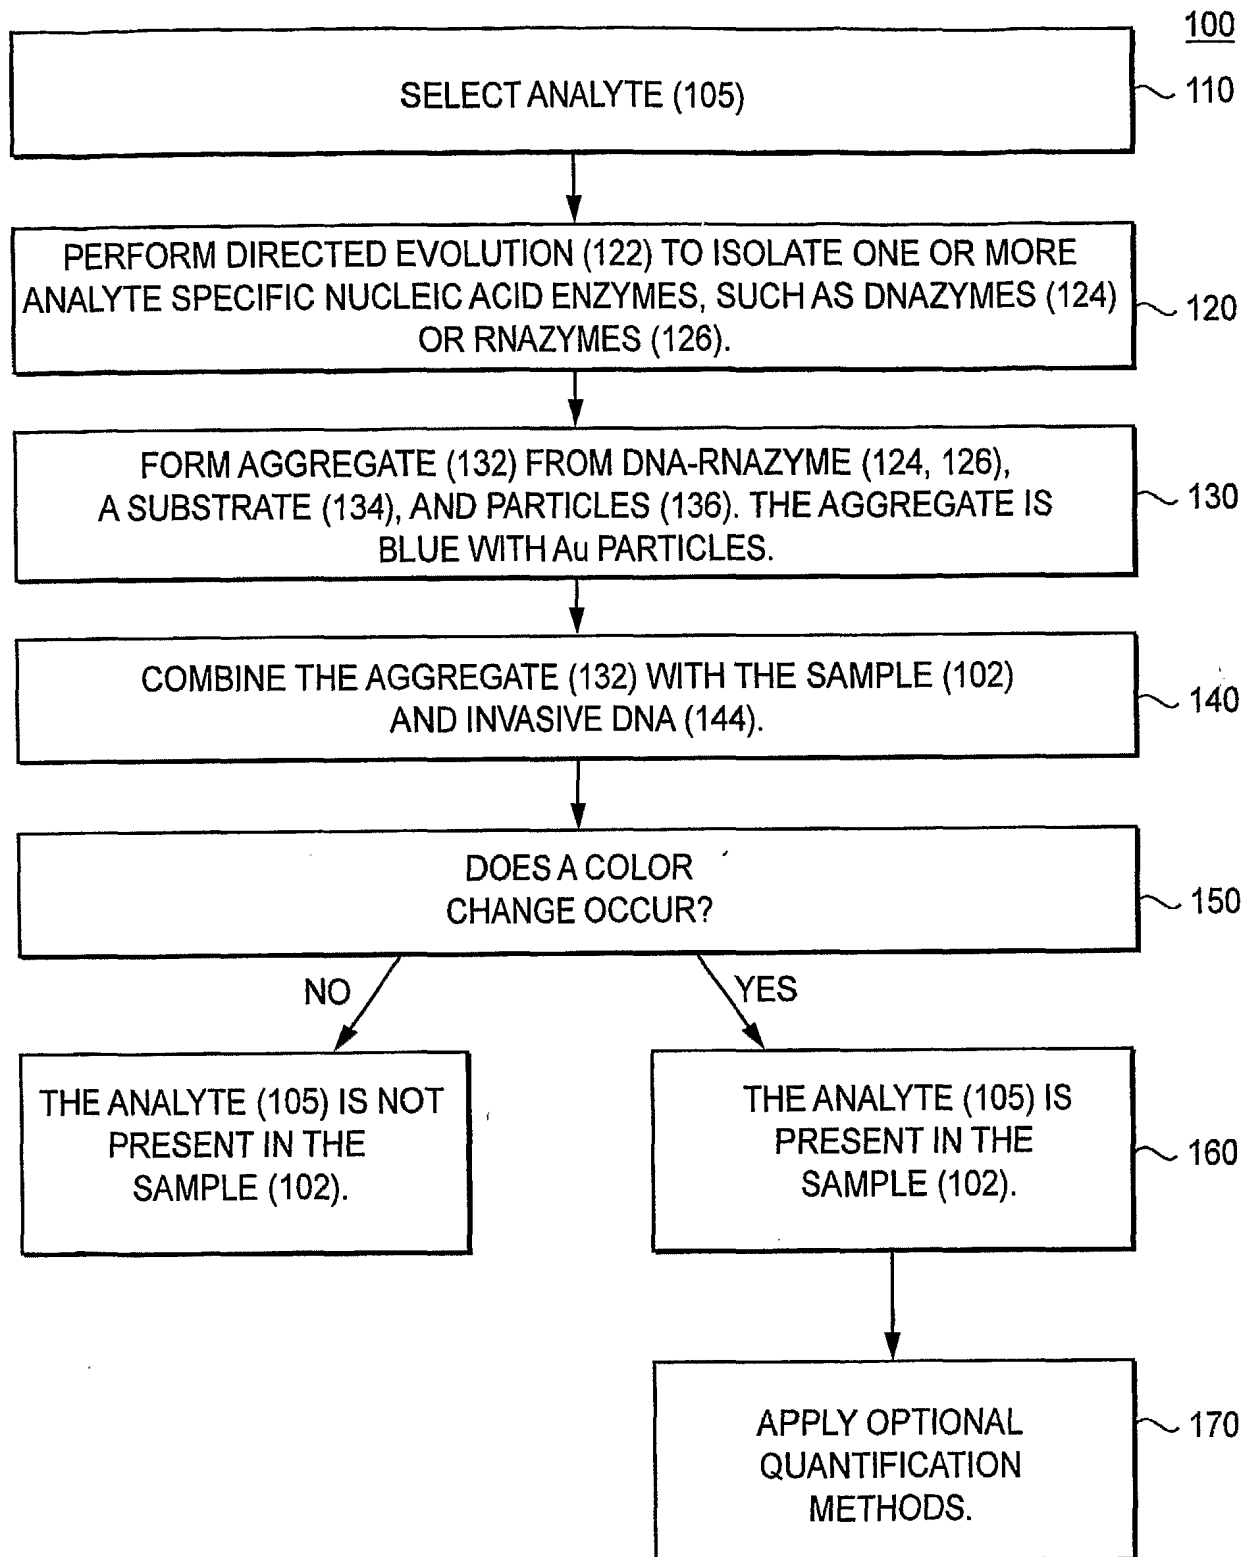 100
SELECT ANALYTE (105)
110
PERFORM DIRECTED EVOLUTION (122) TO ISOLATE ONE OR MORE
ANALYTE SPECIFIC NUCLEIC ACID ENZYMES, SUCH AS DNAZYMES (124)
OR RNAZYMES (126).
120
FORM AGGREGATE (132) FROM DNA-RNAZYME (124, 126),
A SUBSTRATE (134), AND PARTICLES (136). THE AGGREGATE IS
BLUE WITH Au PARTICLES.
130
COMBINE THE AGGREGATE (132) WITH THE SAMPLE (102)
AND INVASIVE DNA (144).
140
DOES A COLOR
CHANGE OCCUR?
150
NO
YES
THE ANALYTE (105) IS NOT
PRESENT IN THE
SAMPLE (102).
THE ANALYTE (105) IS
PRESENT IN THE
SAMPLE (102).
160
APPLY OPTIONAL
QUANTIFICATION
METHODS.
170